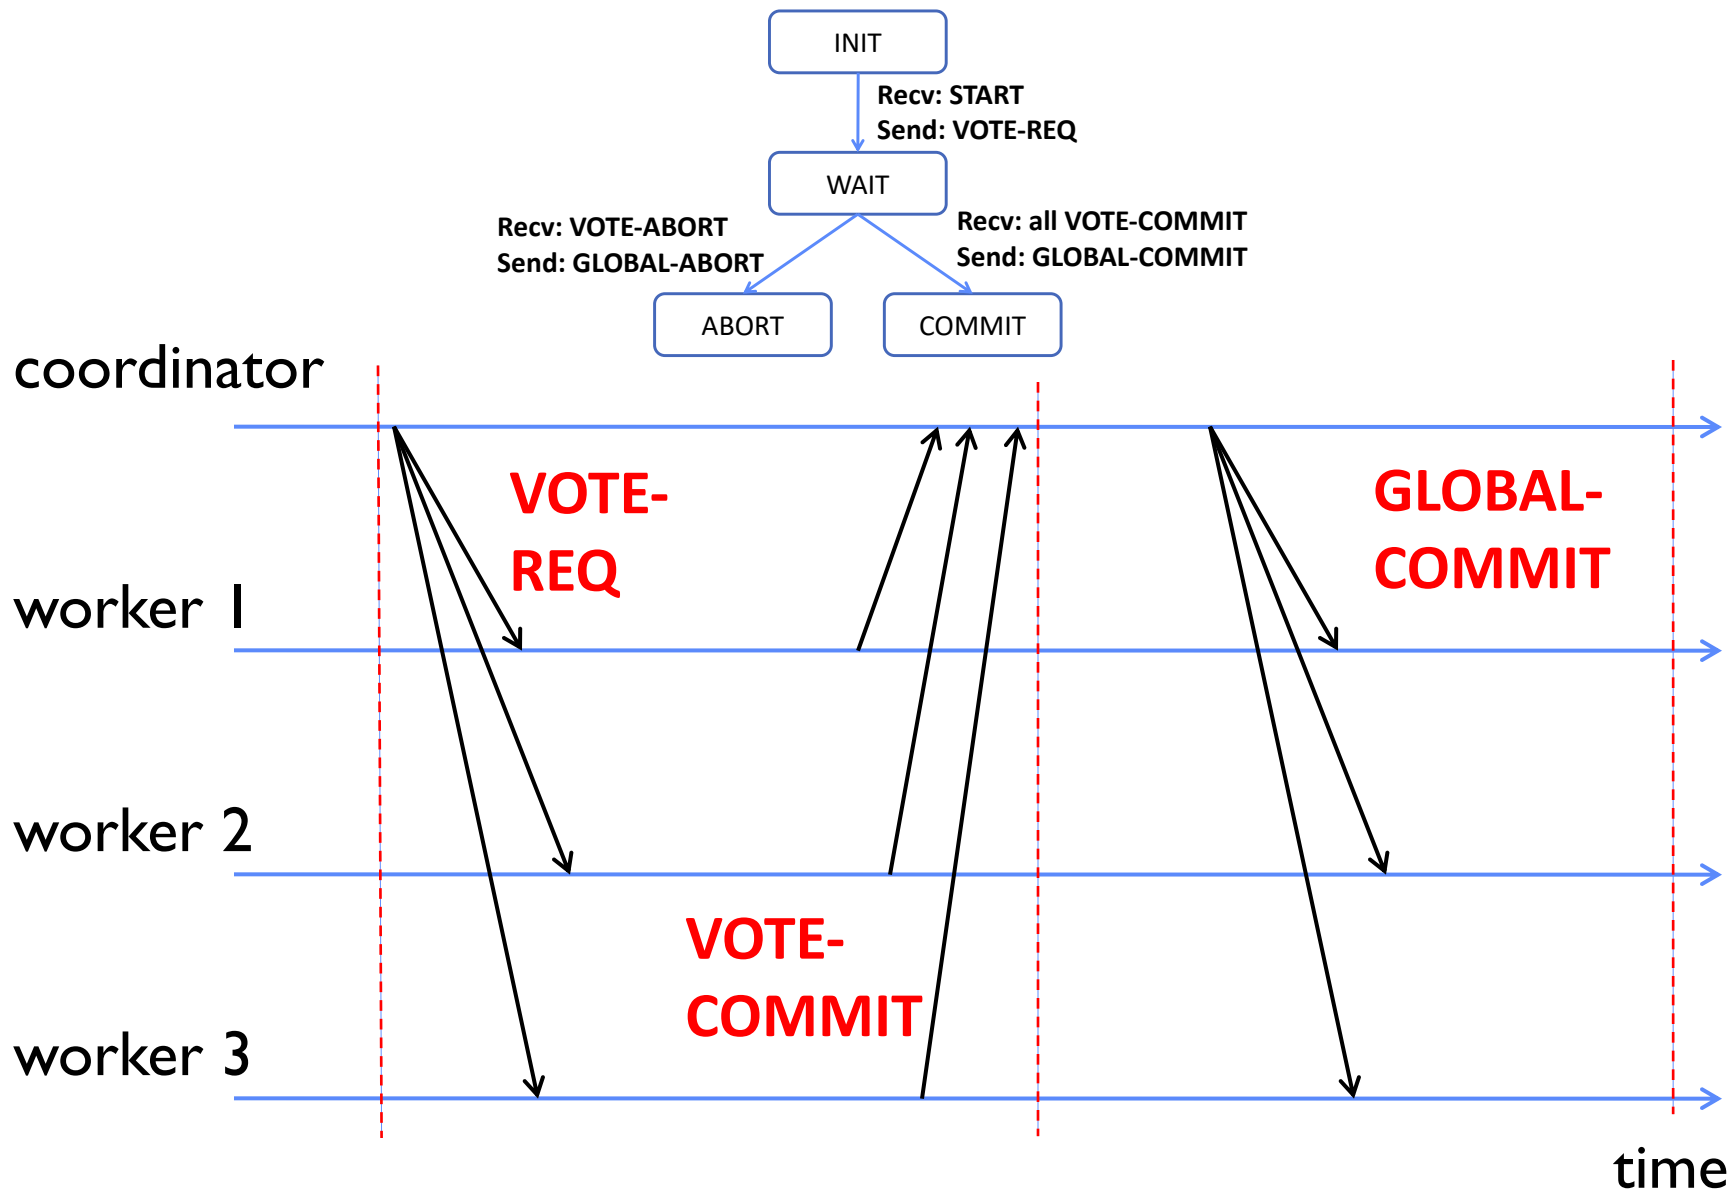 INIT
Recv: START
Send: VOTE-REQ
WAIT
Recv: VOTE-ABORT
Send: GLOBAL-ABORT
Recv: all VOTE-COMMIT
Send: GLOBAL-COMMIT
ABORT
COMMIT
coordinator
VOTE-
REQ
GLOBAL-
COMMIT
worker 1
worker 2
VOTE-
COMMIT
worker 3
time